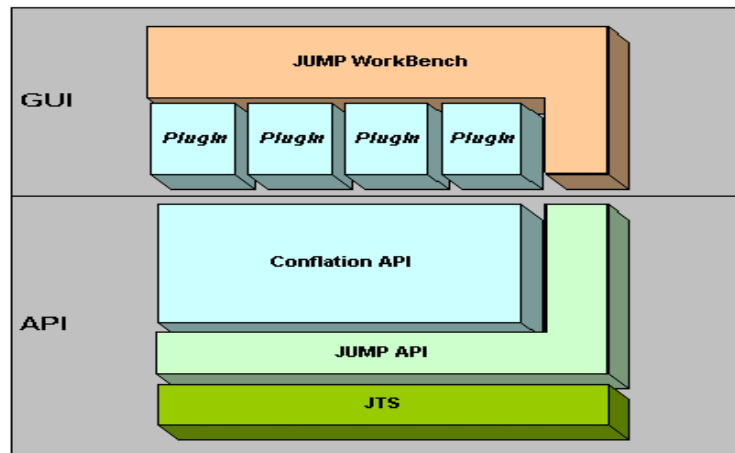 JUMP WorkBench
GUI
PlugIn PlugIn PlugIn PlugIn
Conflation API
API
JUMP API
JTS